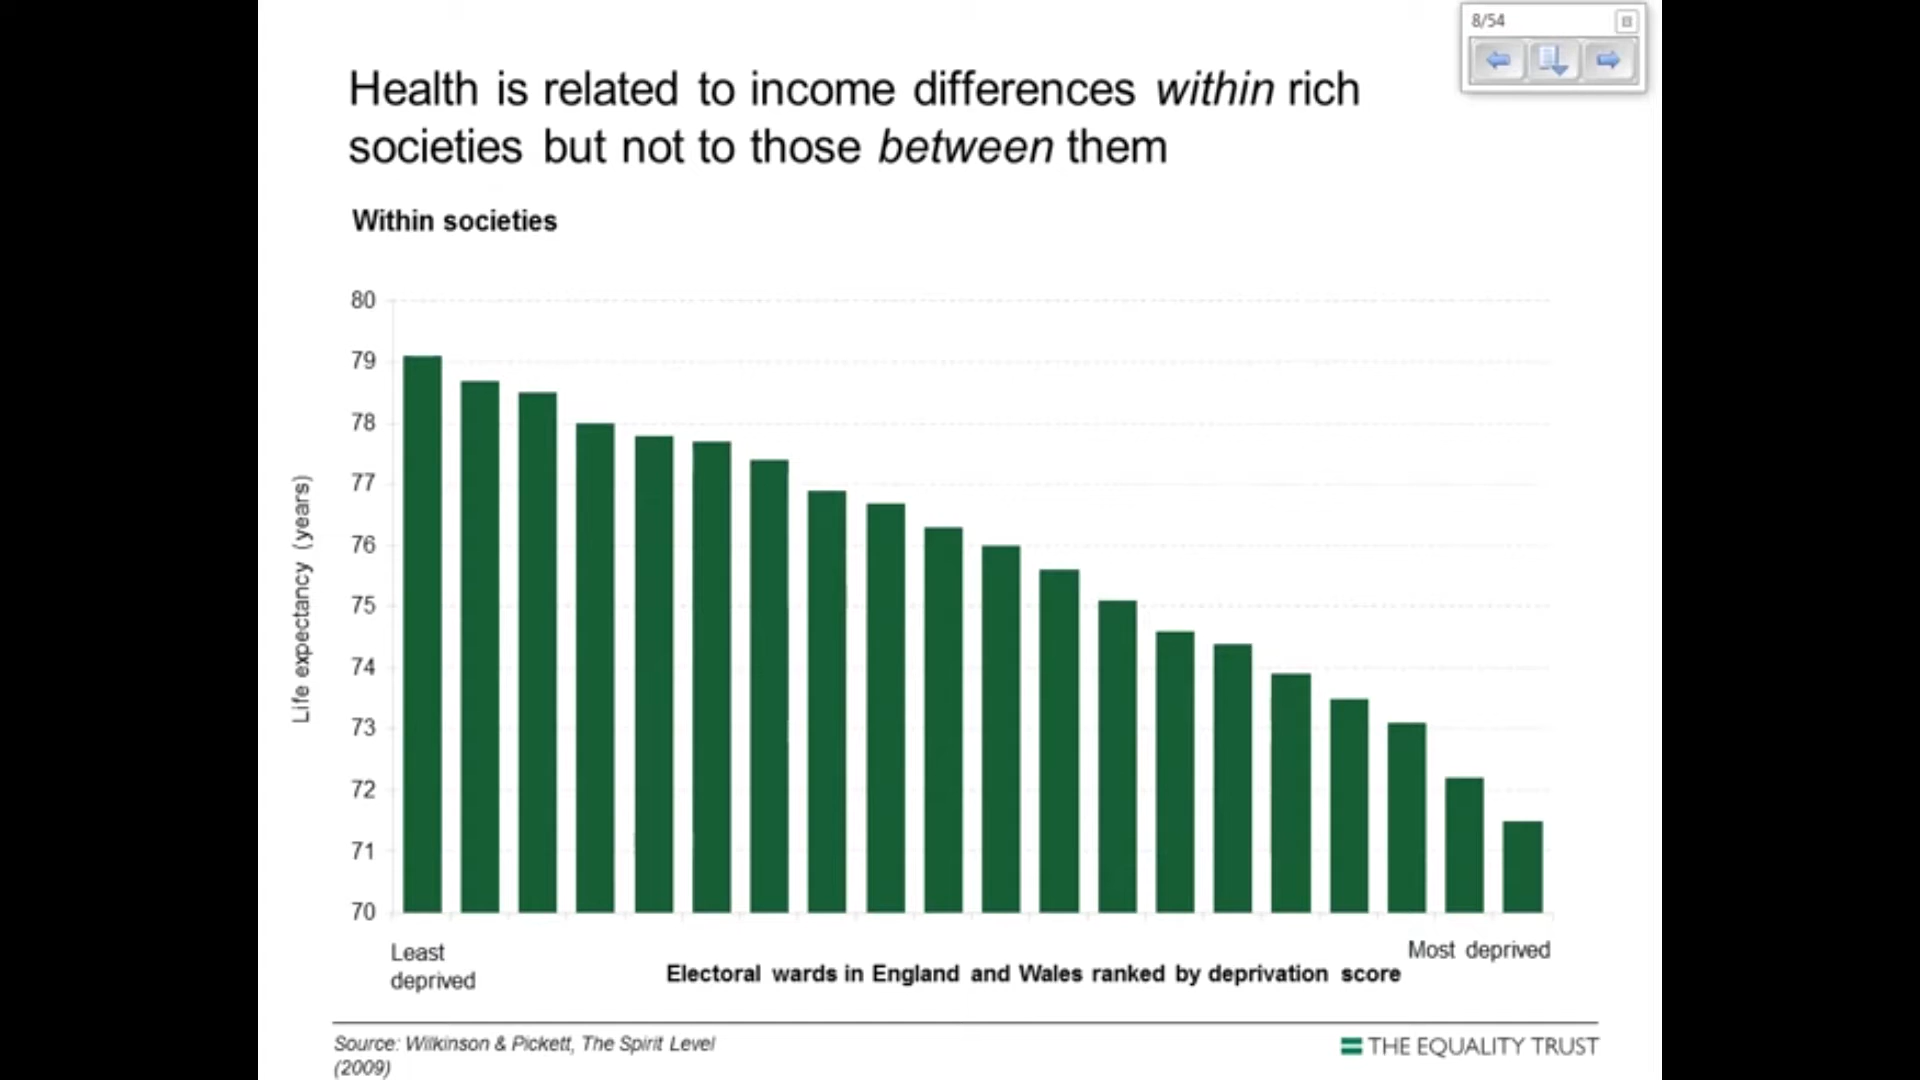 8/54
Health is related to income differences within rich
societies but not to those between them
Within societies
80
79
78
77
76
75
74
73
72
71
70
Life expectancy (years)
Least
deprived
Most deprived
Electoral wards in England and Wales ranked by deprivation score
Source: Wilkinson & Pickett, The Spirit Level
(2009)
THE EQUALITY TRUST